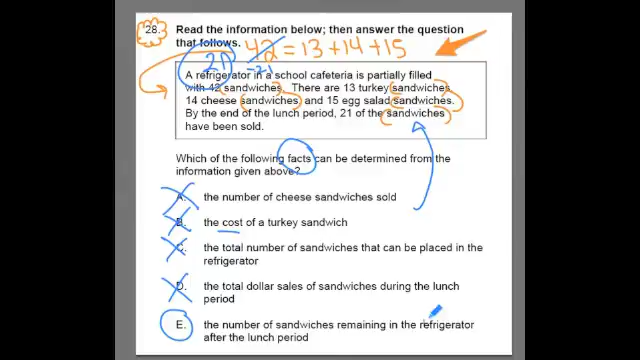 28. Read the information below; then answer the question
that follows. 42 = 13 + 14 + 15
21 -21
A refrigerator in a school cafeteria is partially filled
with 42 sandwiches. There are 13 turkey sandwiches,
14 cheese sandwiches and 15 egg salad sandwiches.
By the end of the lunch period, 21 of the sandwiches
have been sold.
Which of the following facts can be determined from the
information given above?
A. the number of cheese sandwiches sold
B. the cost of a turkey sandwich
C. the total number of sandwiches that can be placed in the
refrigerator
D. the total dollar sales of sandwiches during the lunch
period
E. the number of sandwiches remaining in the refrigerator
after the lunch period